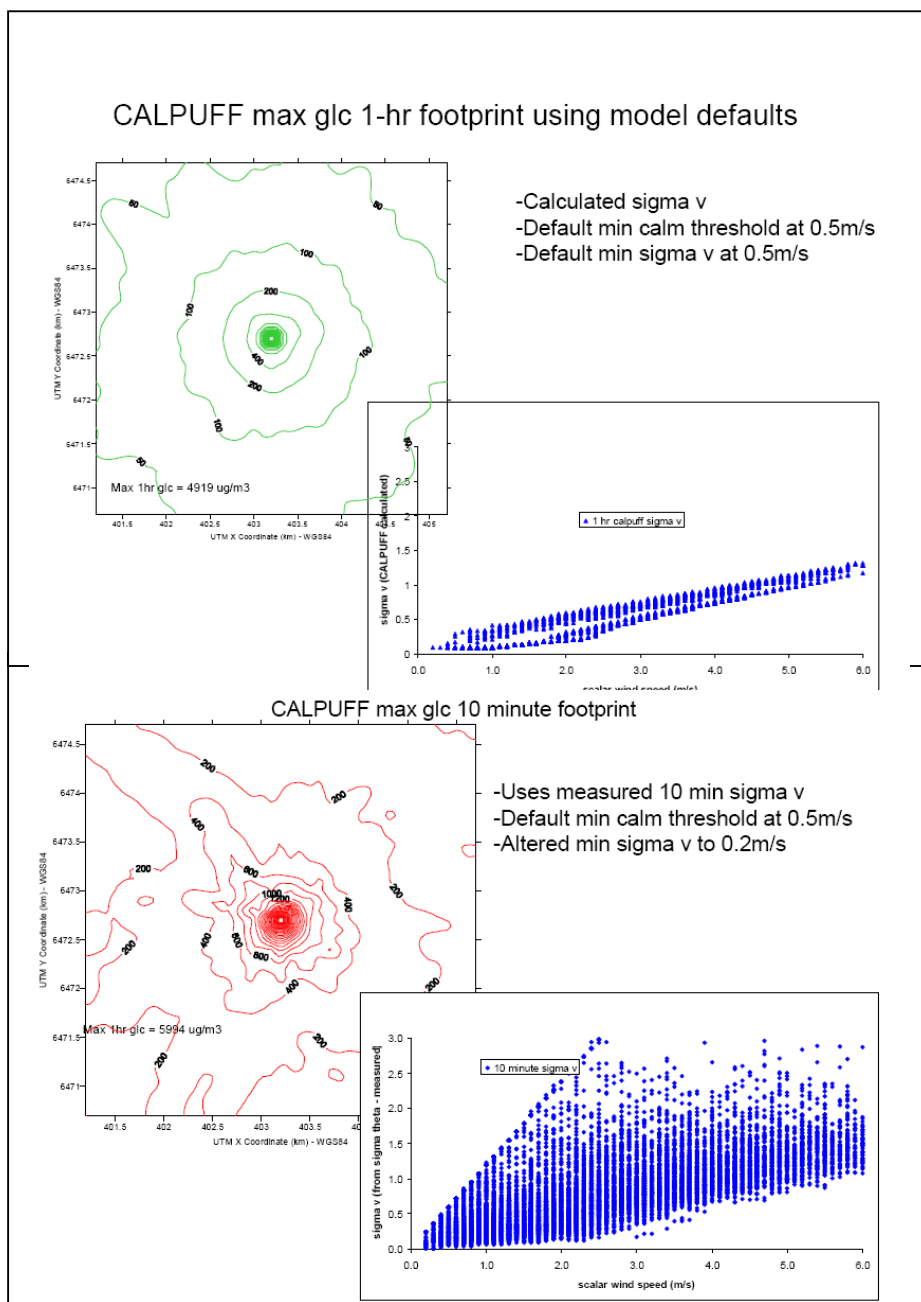 CALPUFF max glc 1-hr footprint using model defaults
-Calculated sigma v
-Default min calm threshold at 0.5m/s
-Default min sigma v at 0.5m/s
UTM Y Coordinate (km) - WGS84
6474.5
6474
6473.5
6473
6472.5
6472
6471.5
6471
50
50
100
100
200
100
400
200
100
100
50
Max 1hr glc = 4919 ug/m3
401.5 402 402.5 403 403.5 404 404.5 405
UTM X Coordinate (km) - WGS84
sigma v (CALPUFF calculated)
3
2.5
2
1.5
1
0.5
0
1 hr calpuff sigma v
0.0 1.0 2.0 3.0 4.0 5.0 6.0
scalar wind speed (m/s)
CALPUFF max glc 10 minute footprint
-Uses measured 10 min sigma v
-Default min calm threshold at 0.5m/s
-Altered min sigma v to 0.2m/s
UTM Y Coordinate (km) - WGS84
6474.5
6474
6473.5
6473
6472.5
6472
6471.5
6471
200
200
400
600
200
1000
1200
400
200
400
800
400
200
200
200
Max 1hr glc = 5994 ug/m3
401.5 402 402.5 403 403.5
UTM X Coordinate (km) - WGS84
sigma v (from sigma theta - measured)
3.0
2.5
2.0
1.5
1.0
0.5
0.0
10 minute sigma v
0.0 1.0 2.0 3.0 4.0 5.0 6.0
scalar wind speed (m/s)